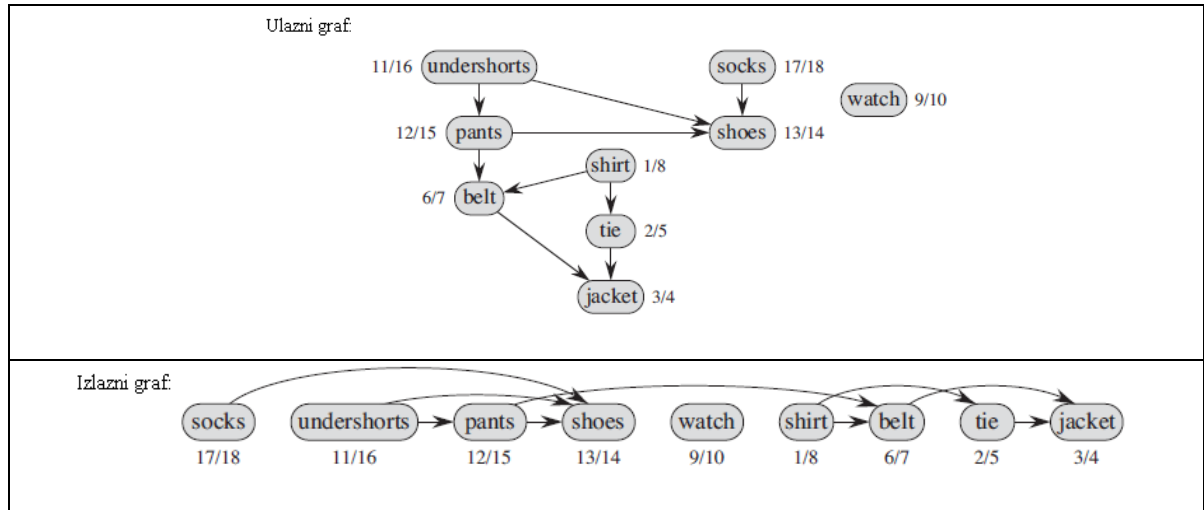 Ulazni graf:
11/16 undershorts socks 17/18
watch 9/10
12/15 pants shoes 13/14
shirt 1/8
6/7 belt
tie 2/5
jacket 3/4
Izlazni graf:
socks undershorts pants shoes watch shirt belt tie jacket
17/18 11/16 12/15 13/14 9/10 1/8 6/7 2/5 3/4